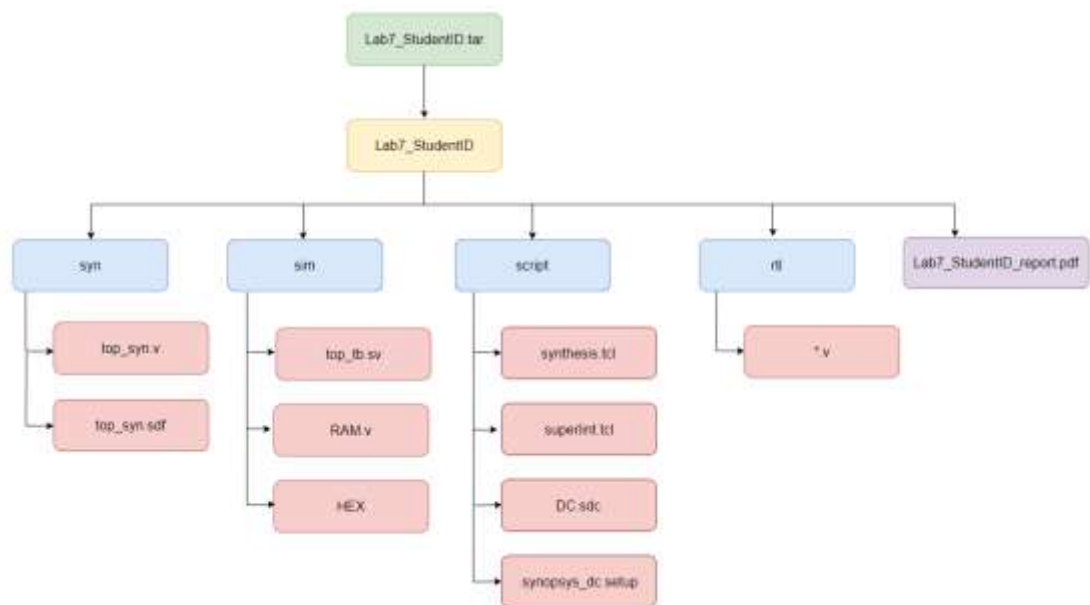 Lab7_StudentID.tar
Lab7_StudentID
syn
sim
script
rtl
Lab7_StudentID_report.pdf
top_syn.v
top_syn.sdf
top_tb.sv
RAM.v
HEX
synthesis.tcl
superlint.tcl
DC.sdc
synopsys_dc.setup
*.v